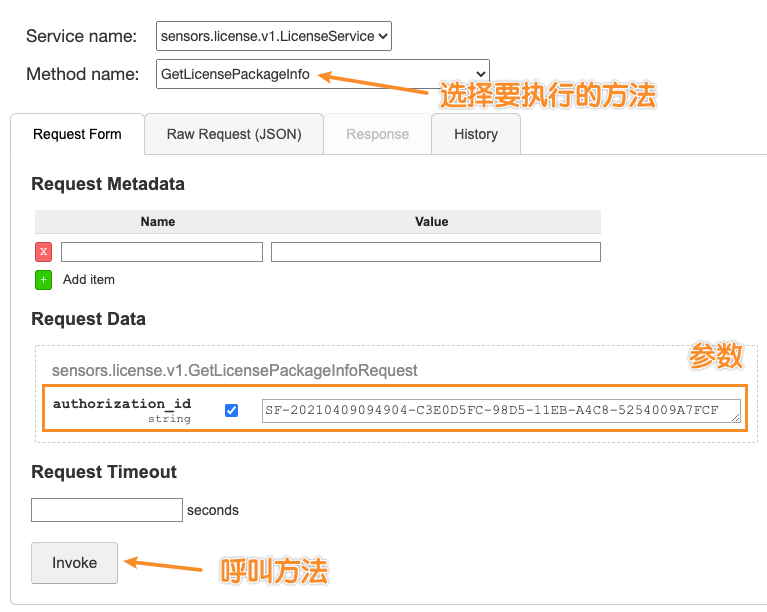 Service name: sensors.license.v1.LicenseService
Method name: GetLicensePackageInfo
选择要执行的方法
Request Form Raw Request (JSON) Response History
Request Metadata
Name Value
X
+ Add item
Request Data
参数
sensors.license.v1.GetLicensePackageInfoRequest
authorization_id SF-20210409094904-C3E0D5FC-98D5-11EB-A4C8-5254009A7FCF
string
Request Timeout
seconds
Invoke
呼叫方法